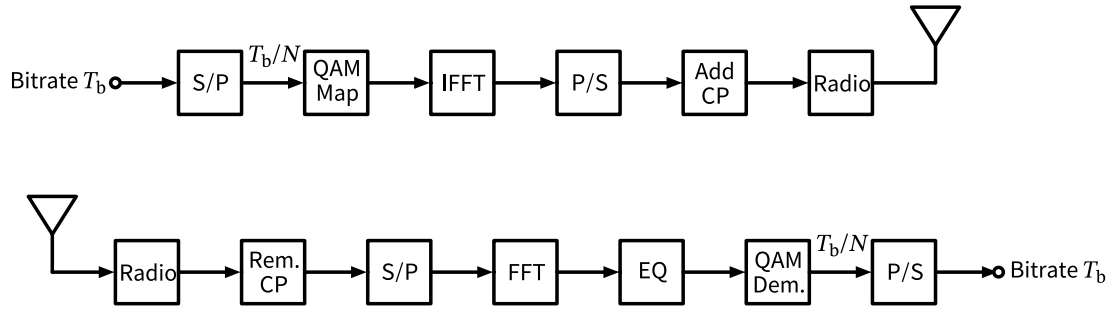 Bitrate T_b
S/P
T_b/N
QAM
Map
IFFT
P/S
Add
CP
Radio
Radio
Rem.
CP
S/P
FFT
EQ
QAM
Dem.
T_b/N
P/S
Bitrate T_b